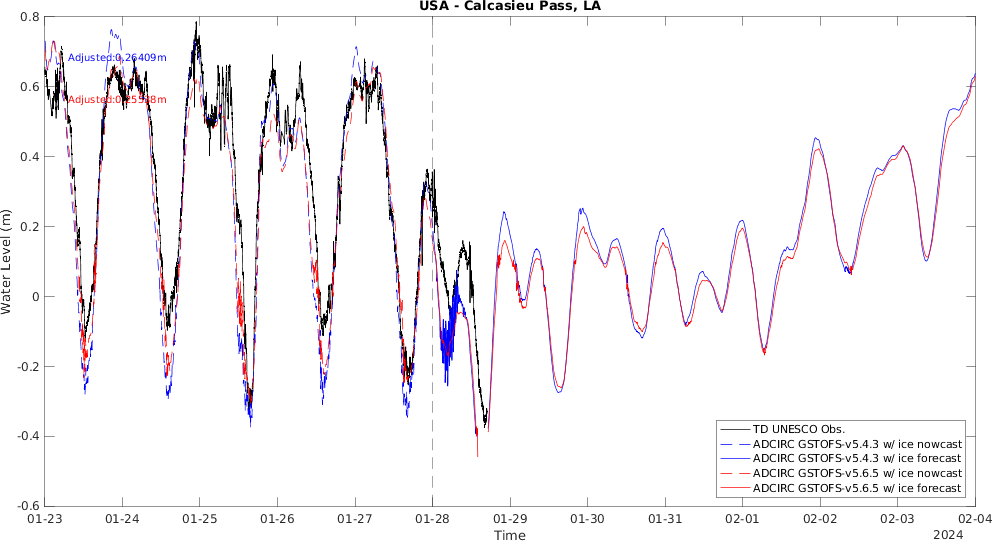 USA - Calcasieu Pass, LA
0.8
0.6
0.4
0.2
0
-0.2
-0.4
-0.6
Water Level (m)
Adjusted:0.26409m
TD UNESCO Obs.
ADCIRC GSTOFS-v5.4.3 w/ ice nowcast
ADCIRC GSTOFS-v5.4.3 w/ ice forecast
ADCIRC GSTOFS-v5.6.5 w/ ice nowcast
ADCIRC GSTOFS-v5.6.5 w/ ice forecast
01-23 01-24 01-25 01-26 01-27 01-28 01-29 01-30 01-31 02-01 02-02 02-03 02-04
Time
2024